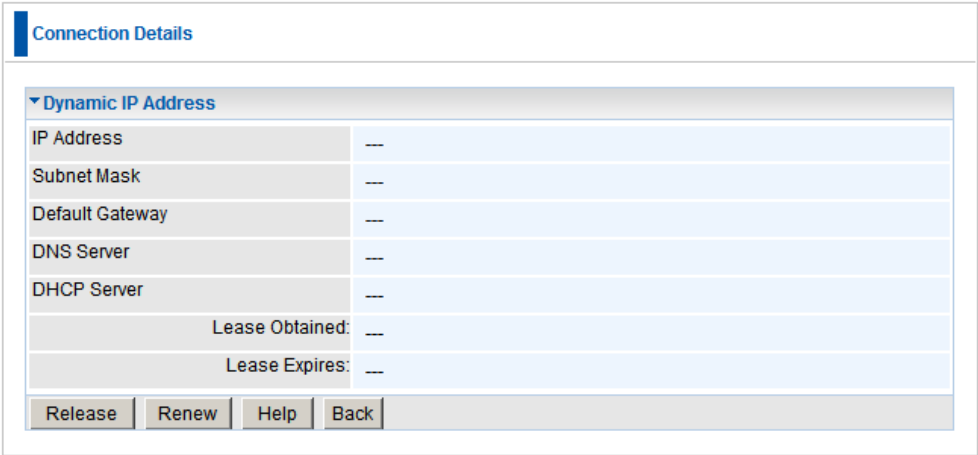 Connection Details
Dynamic IP Address
IP Address ---
Subnet Mask ---
Default Gateway ---
DNS Server ---
DHCP Server ---
Lease Obtained: ---
Lease Expires: ---
Release Renew Help Back